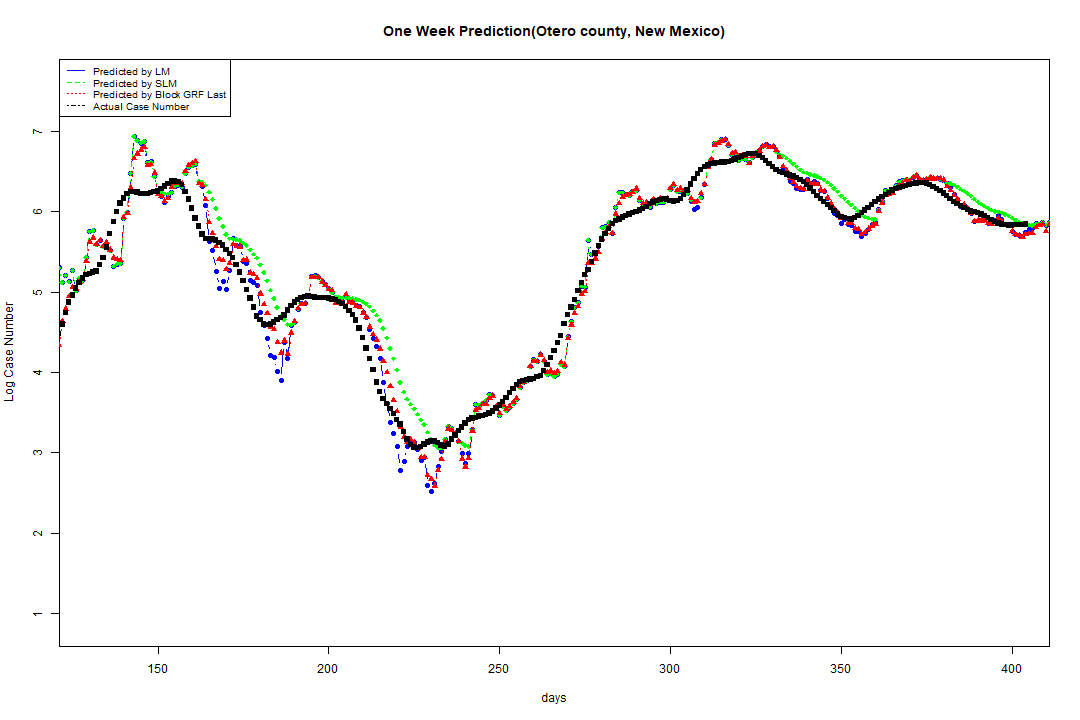 One Week Prediction(Otero county, New Mexico)
Predicted by LM
Predicted by SLM
Predicted by Block GRF Last
Actual Case Number
7
6
5
4
3
2
1
Log Case Number
150 200 250 300 350 400
days